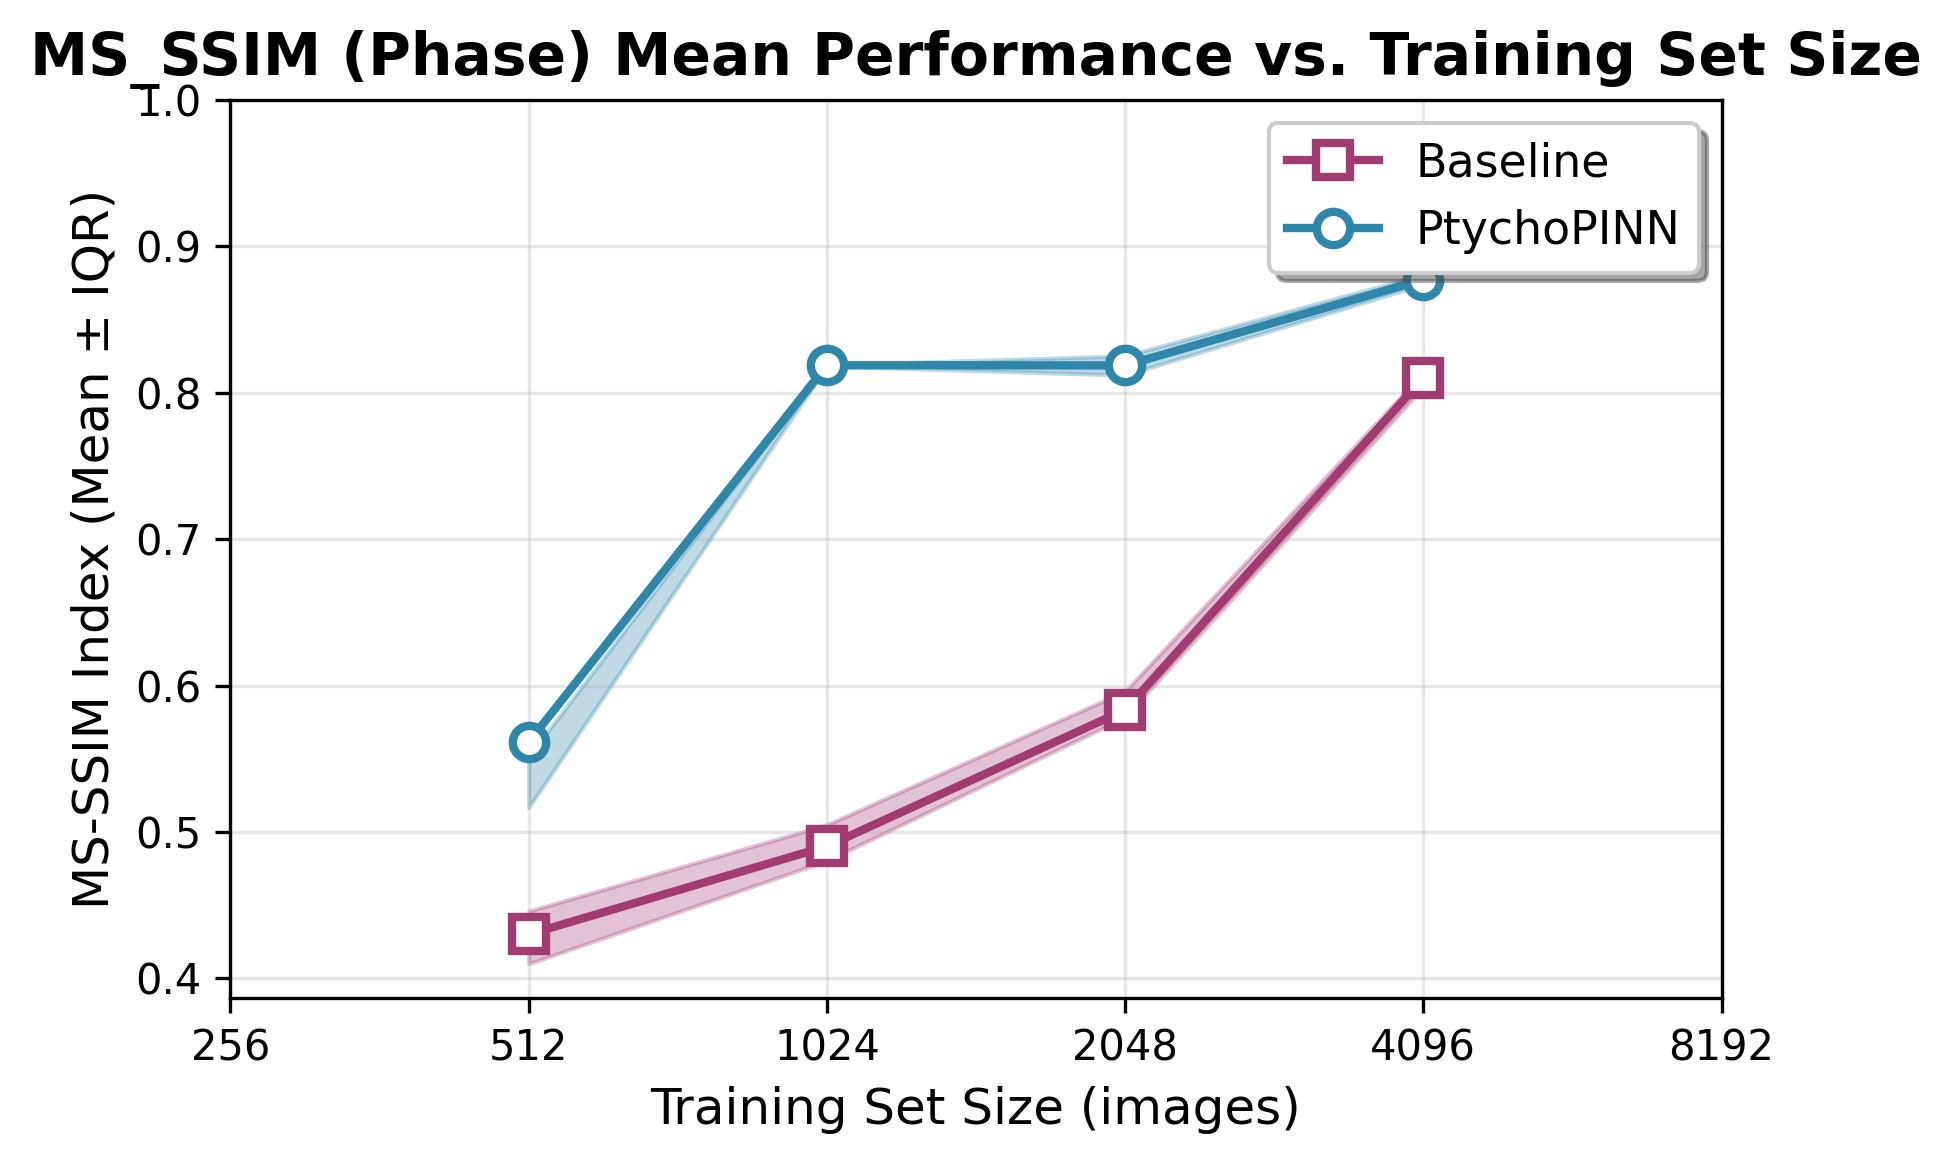 MS_SSIM (Phase) Mean Performance vs. Training Set Size
1.0
0.9
0.8
0.7
0.6
0.5
0.4
MS-SSIM Index (Mean ± IQR)
Baseline
PtychoPINN
256 512 1024 2048 4096 8192
Training Set Size (images)